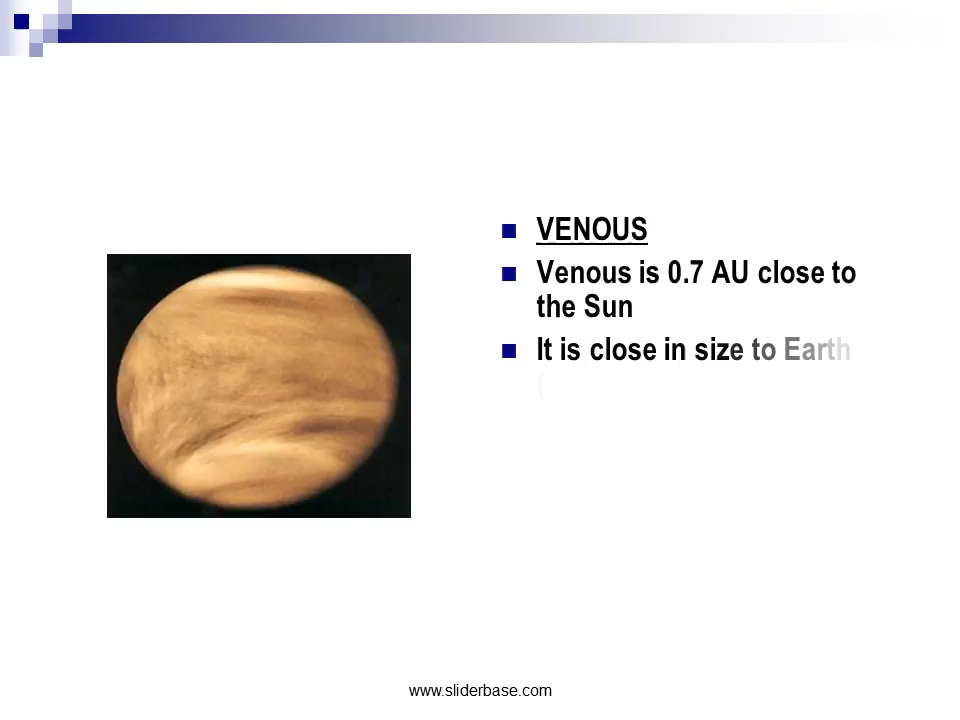 VENOUS
Venous is 0.7 AU close to
the Sun
It is close in size to Earth
(
www.sliderbase.com